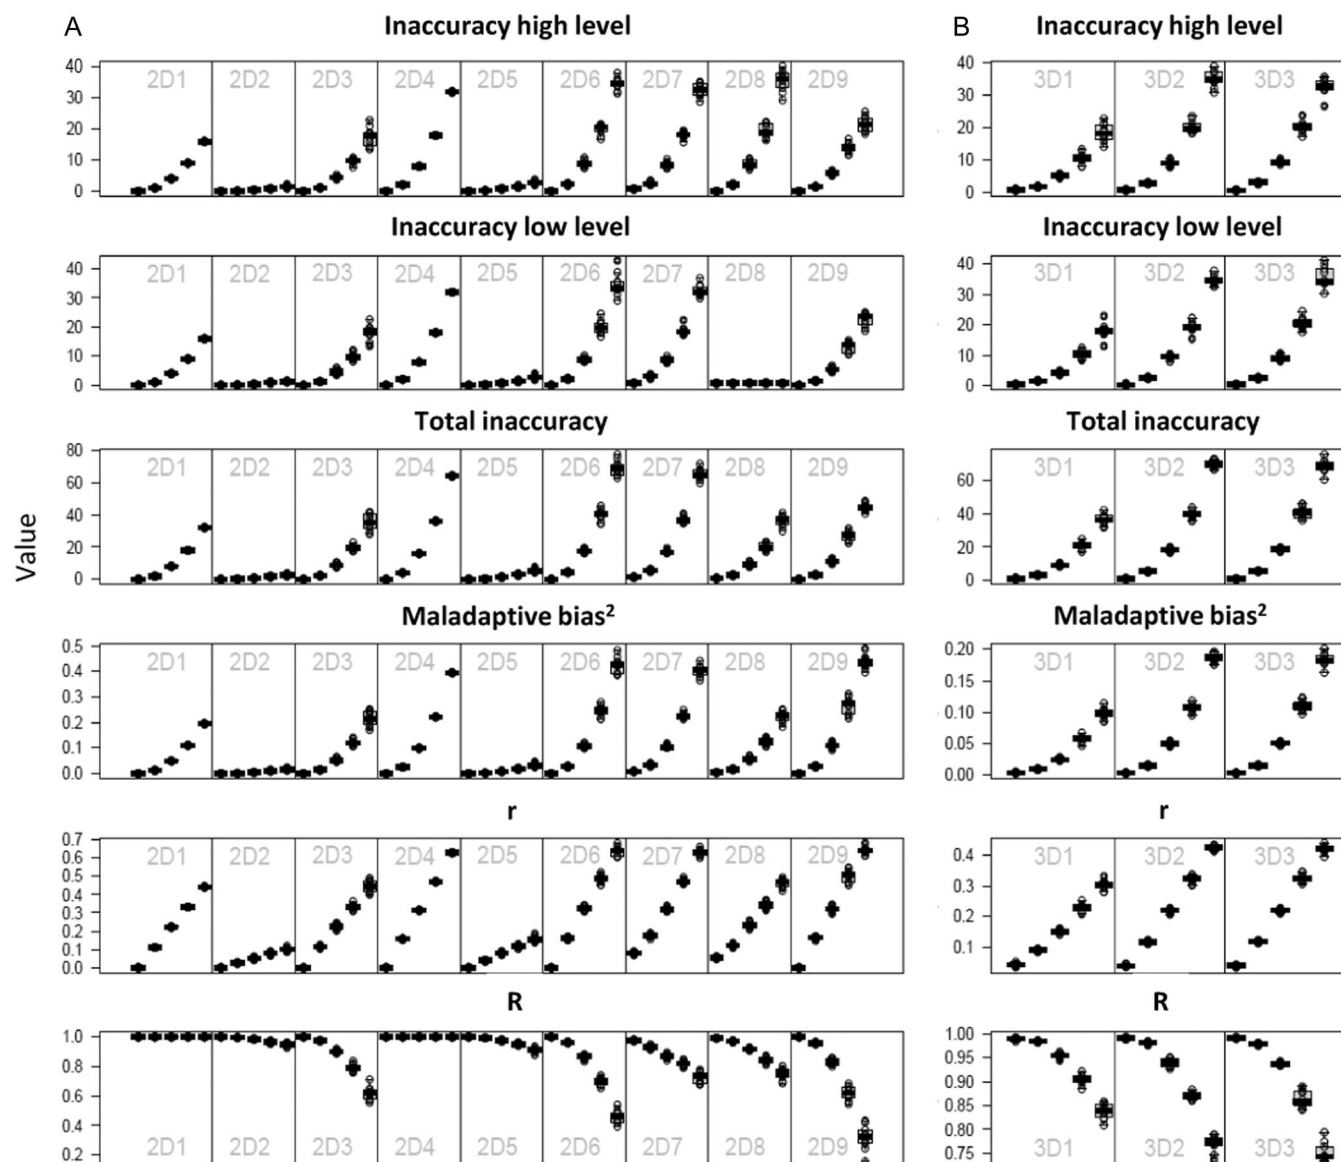 A Inaccuracy high level B Inaccuracy high level
40 2D1 2D2 2D3 2D4 2D5 2D6 2D7 2D8 2D9 40 3D1 3D2 3D3
30 30
20 20
10 10
0 0
Inaccuracy low level Inaccuracy low level
40 2D1 2D2 2D3 2D4 2D5 2D6 2D7 2D8 2D9 40 3D1 3D2 3D3
30 30
20 20
10 10
0 0
Total inaccuracy Total inaccuracy
80 2D1 2D2 2D3 2D4 2D5 2D6 2D7 2D8 2D9 3D1 3D2 3D3
60 60
40 40
20 20
0 0
Value
Maladaptive bias² Maladaptive bias²
0.5 2D1 2D2 2D3 2D4 2D5 2D6 2D7 2D8 2D9 0.20 3D1 3D2 3D3
0.4 0.15
0.3 0.10
0.2 0.05
0.1 0.00
0.0
r r
0.7 2D1 2D2 2D3 2D4 2D5 2D6 2D7 2D8 2D9 3D1 3D2 3D3
0.6 0.4
0.5 0.3
0.4 0.2
0.3 0.1
0.2
0.1
0.0
R R
1.0 1.00
0.8 0.95
0.6 0.90
0.4 0.85
0.2 0.80
0.75
2D1 2D2 2D3 2D4 2D5 2D6 2D7 2D8 2D9 3D1 3D2 3D3